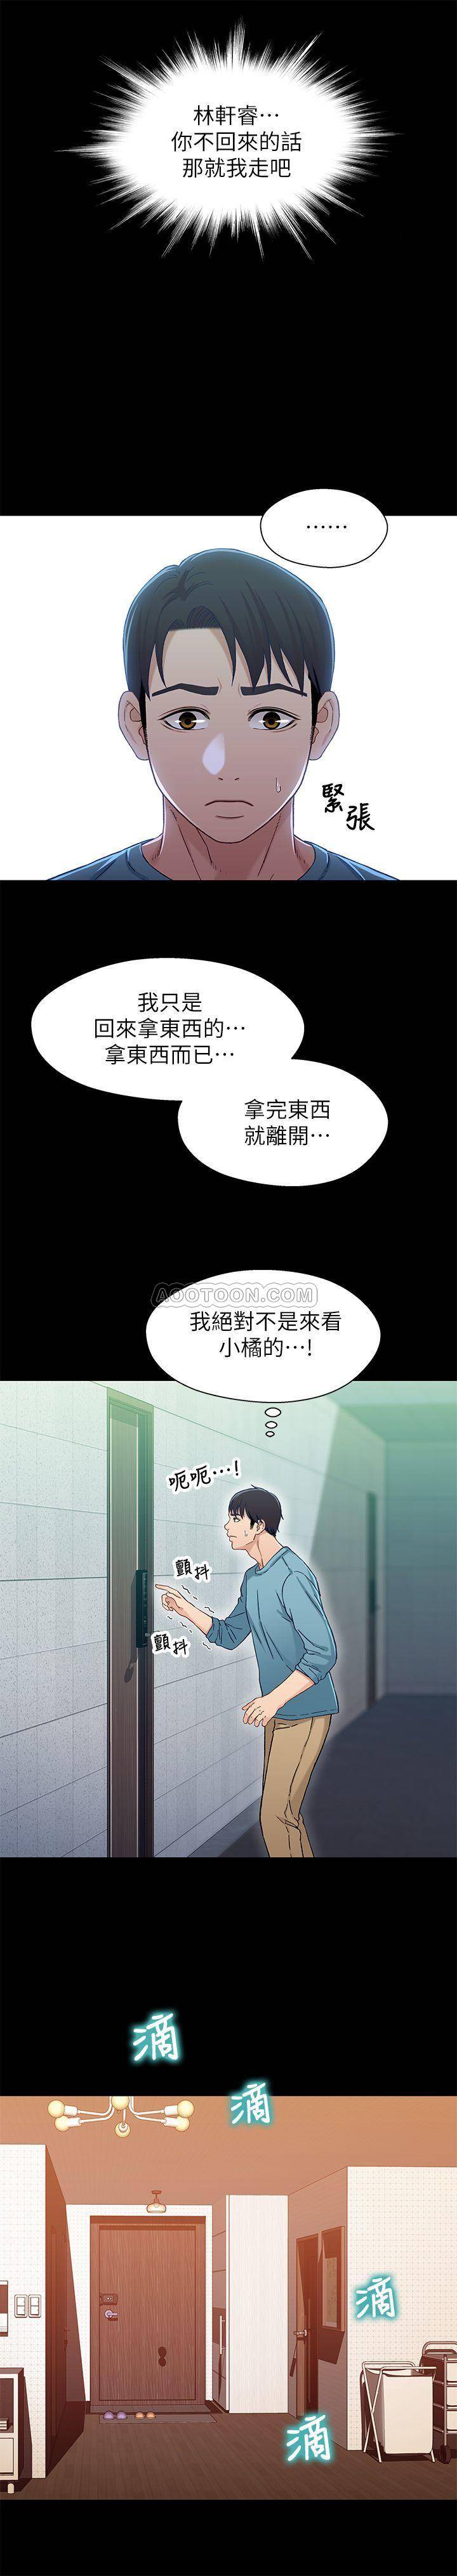 林軒睿⋯
你不回來的話
那就我走吧
⋯⋯
緊張
我只是
回來拿東西的⋯
拿東西而已⋯
拿完東西
就離開⋯
AOOTOON.COM
我絕對不是來看
小橘的⋯!
呃呃⋯!
顫抖
顫抖
滴
滴
滴
滴